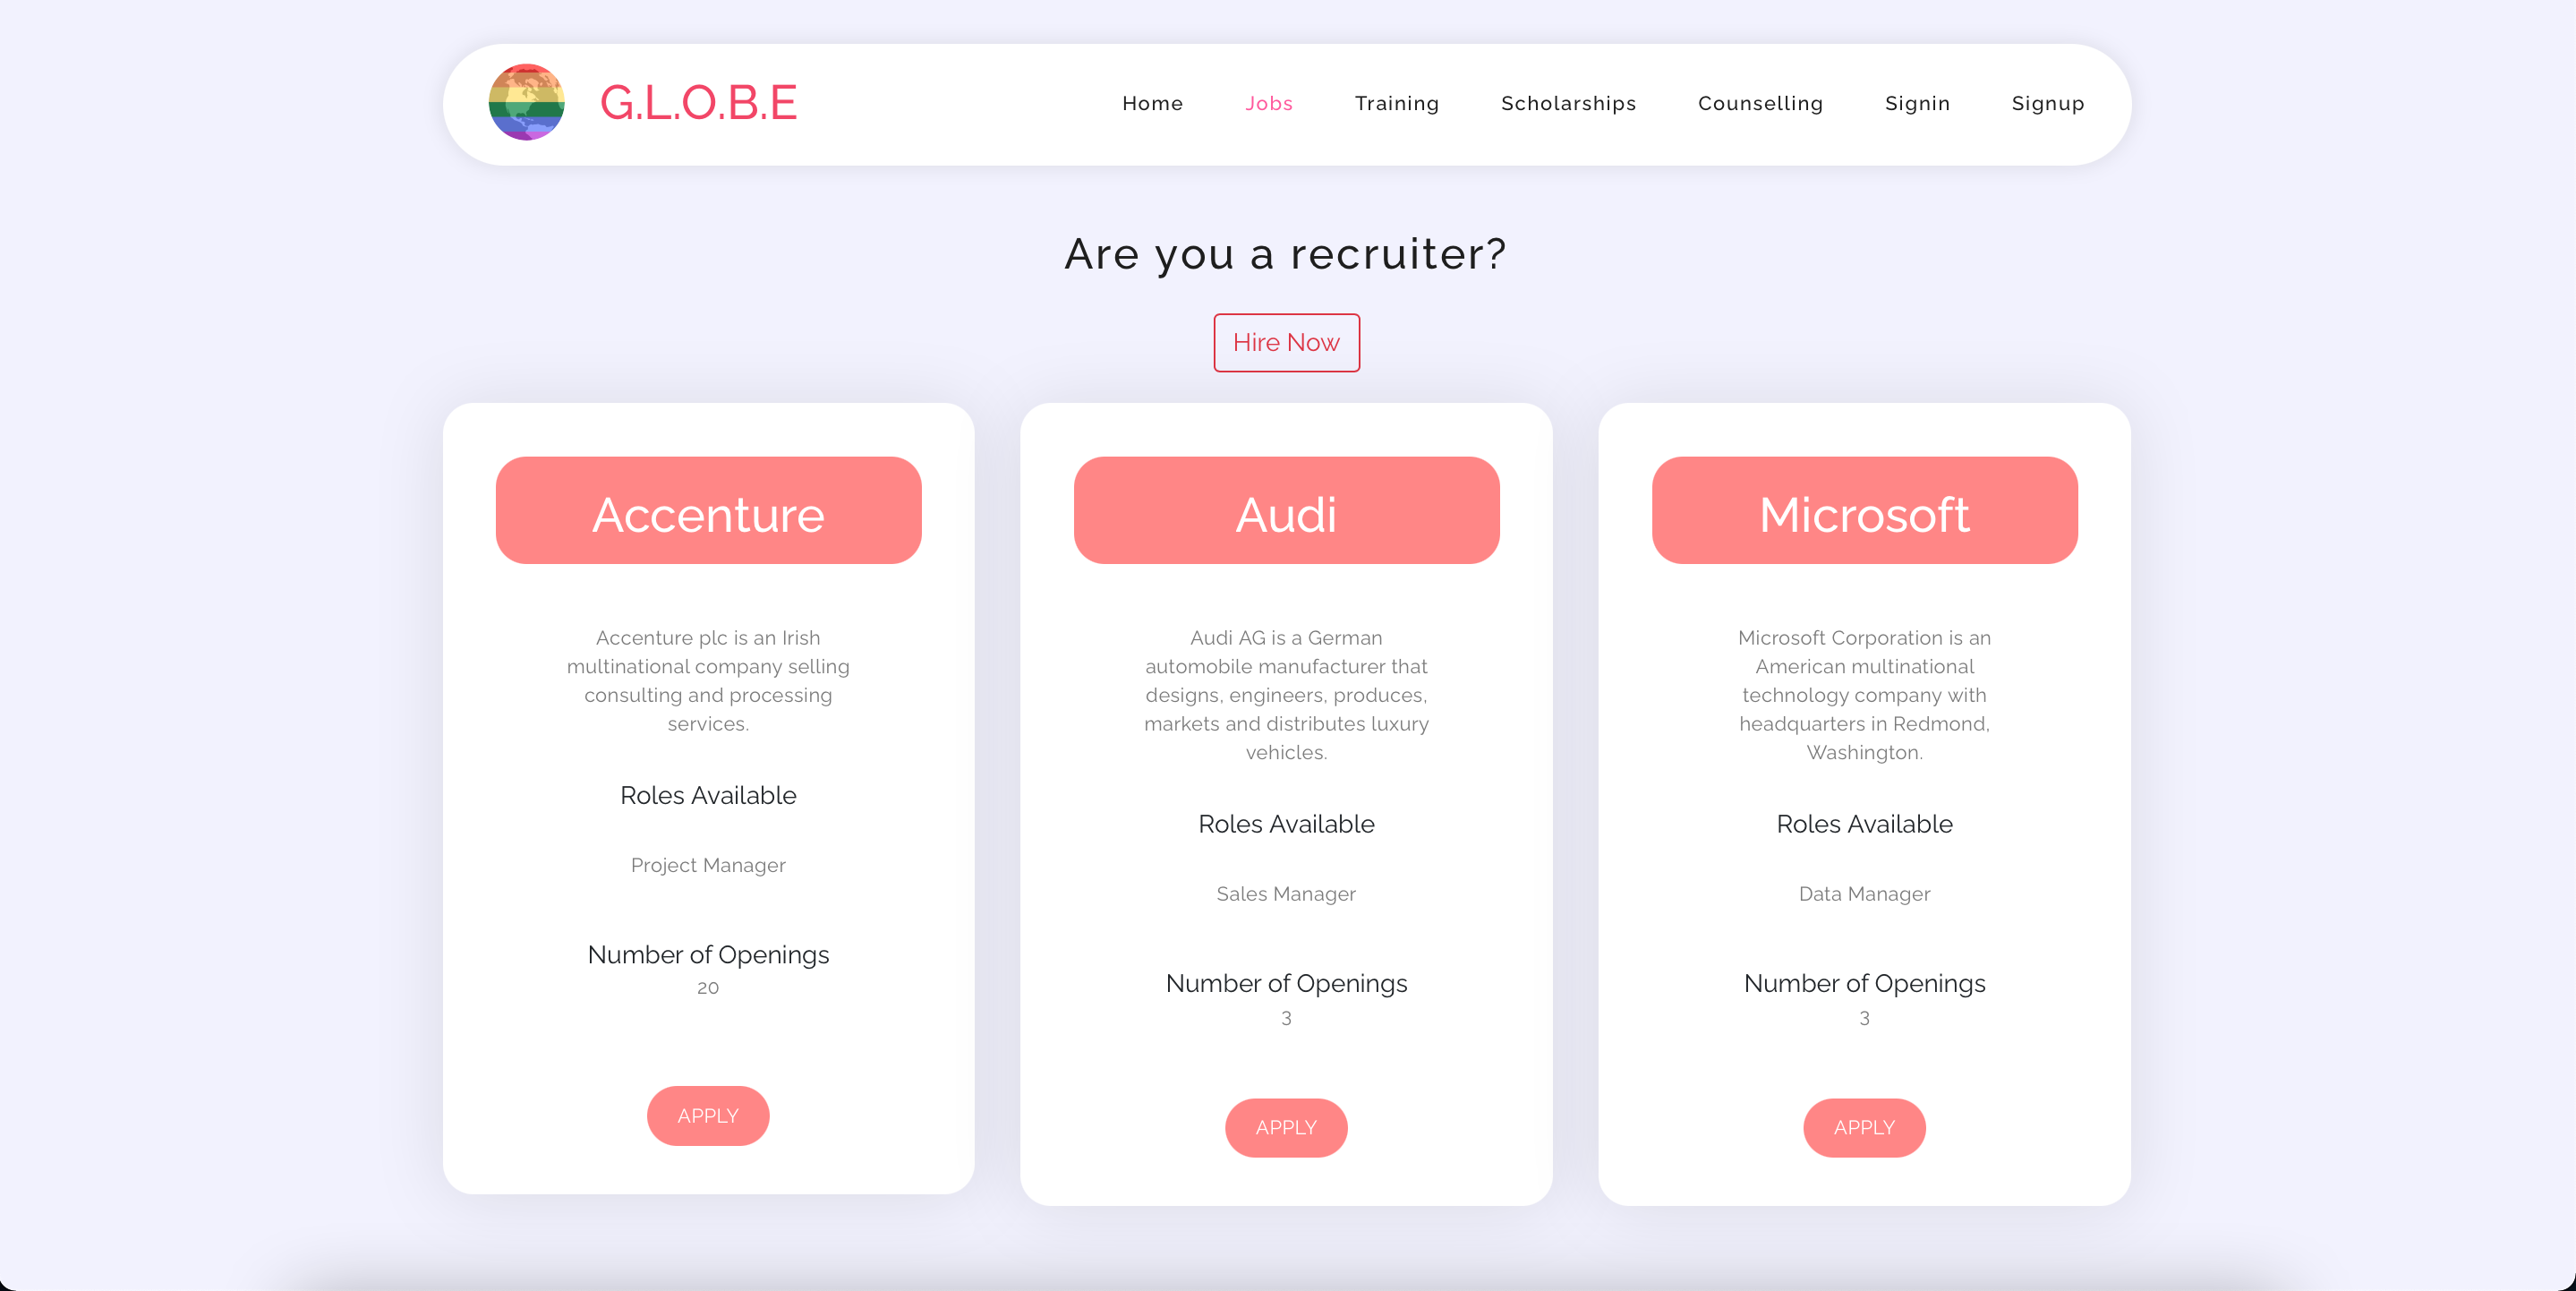 G.L.O.B.E
Home
Jobs
Training
Scholarships
Counselling
Signin
Signup
Are you a recruiter?
Hire Now
Accenture
Accenture plc is an Irish
multinational company selling
consulting and processing
services.
Roles Available
Project Manager
Number of Openings
20
APPLY
Audi
Audi AG is a German
automobile manufacturer that
designs, engineers, produces,
markets and distributes luxury
vehicles.
Roles Available
Sales Manager
Number of Openings
3
APPLY
Microsoft
Microsoft Corporation is an
American multinational
technology company with
headquarters in Redmond,
Washington.
Roles Available
Data Manager
Number of Openings
3
APPLY